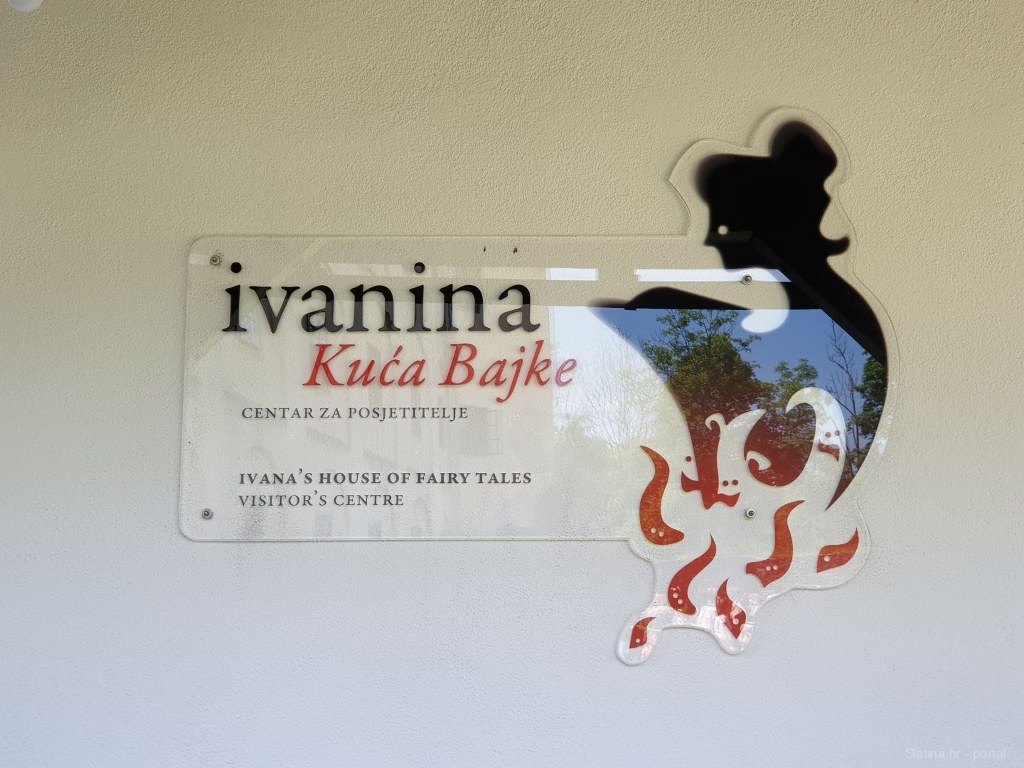 ivanina
Kuća Bajke
CENTAR ZA POSJETITELJE
IVANA'S HOUSE OF FAIRY TALES
VISITOR'S CENTRE
Slatina hr - portal